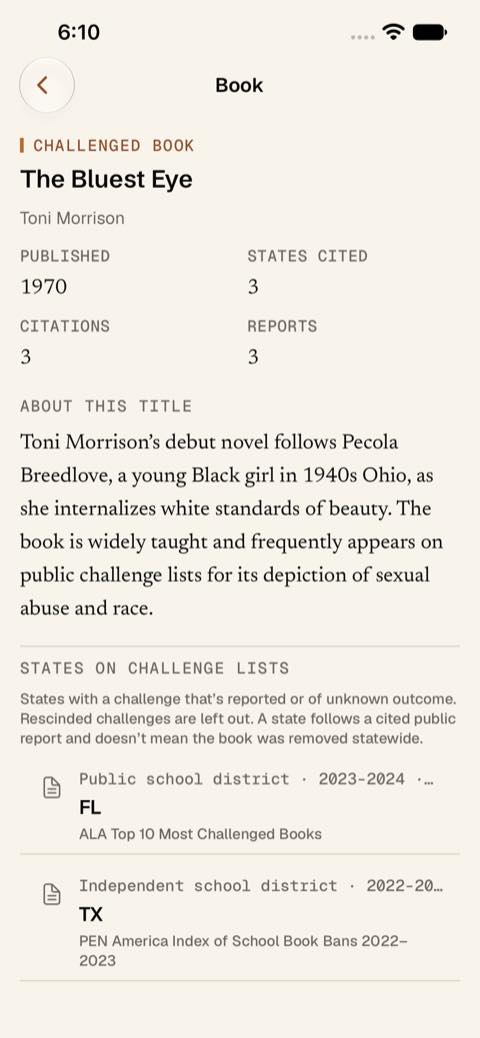 6:10
Book
CHALLENGED BOOK
The Bluest Eye
Toni Morrison
PUBLISHED
1970
STATES CITED
3
CITATIONS
3
REPORTS
3
ABOUT THIS TITLE
Toni Morrison’s debut novel follows Pecola
Breedlove, a young Black girl in 1940s Ohio, as
she internalizes white standards of beauty. The
book is widely taught and frequently appears on
public challenge lists for its depiction of sexual
abuse and race.
STATES ON CHALLENGE LISTS
States with a challenge that’s reported or of unknown outcome.
Rescinded challenges are left out. A state follows a cited public
report and doesn’t mean the book was removed statewide.
Public school district · 2023-2024 ·…
FL
ALA Top 10 Most Challenged Books
Independent school district · 2022-20…
TX
PEN America Index of School Book Bans 2022–
2023